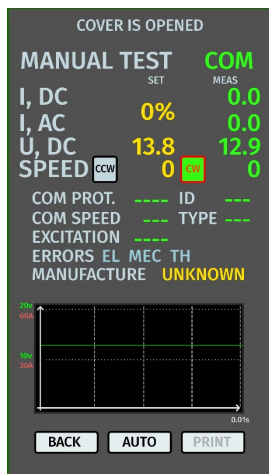 COVER IS OPENED
MANUAL TEST COM
SET MEAS
I, DC 0.0
0%
I, AC 0.0
U, DC 13.8 12.9
SPEED CCW 0 CW 0
COM PROT. ---- ID ---
COM SPEED --- TYPE ---
EXCITATION ----
ERRORS EL MEC TH
MANUFACTURE UNKNOWN
20v
60A
10v
30A
0.01s
BACK AUTO PRINT